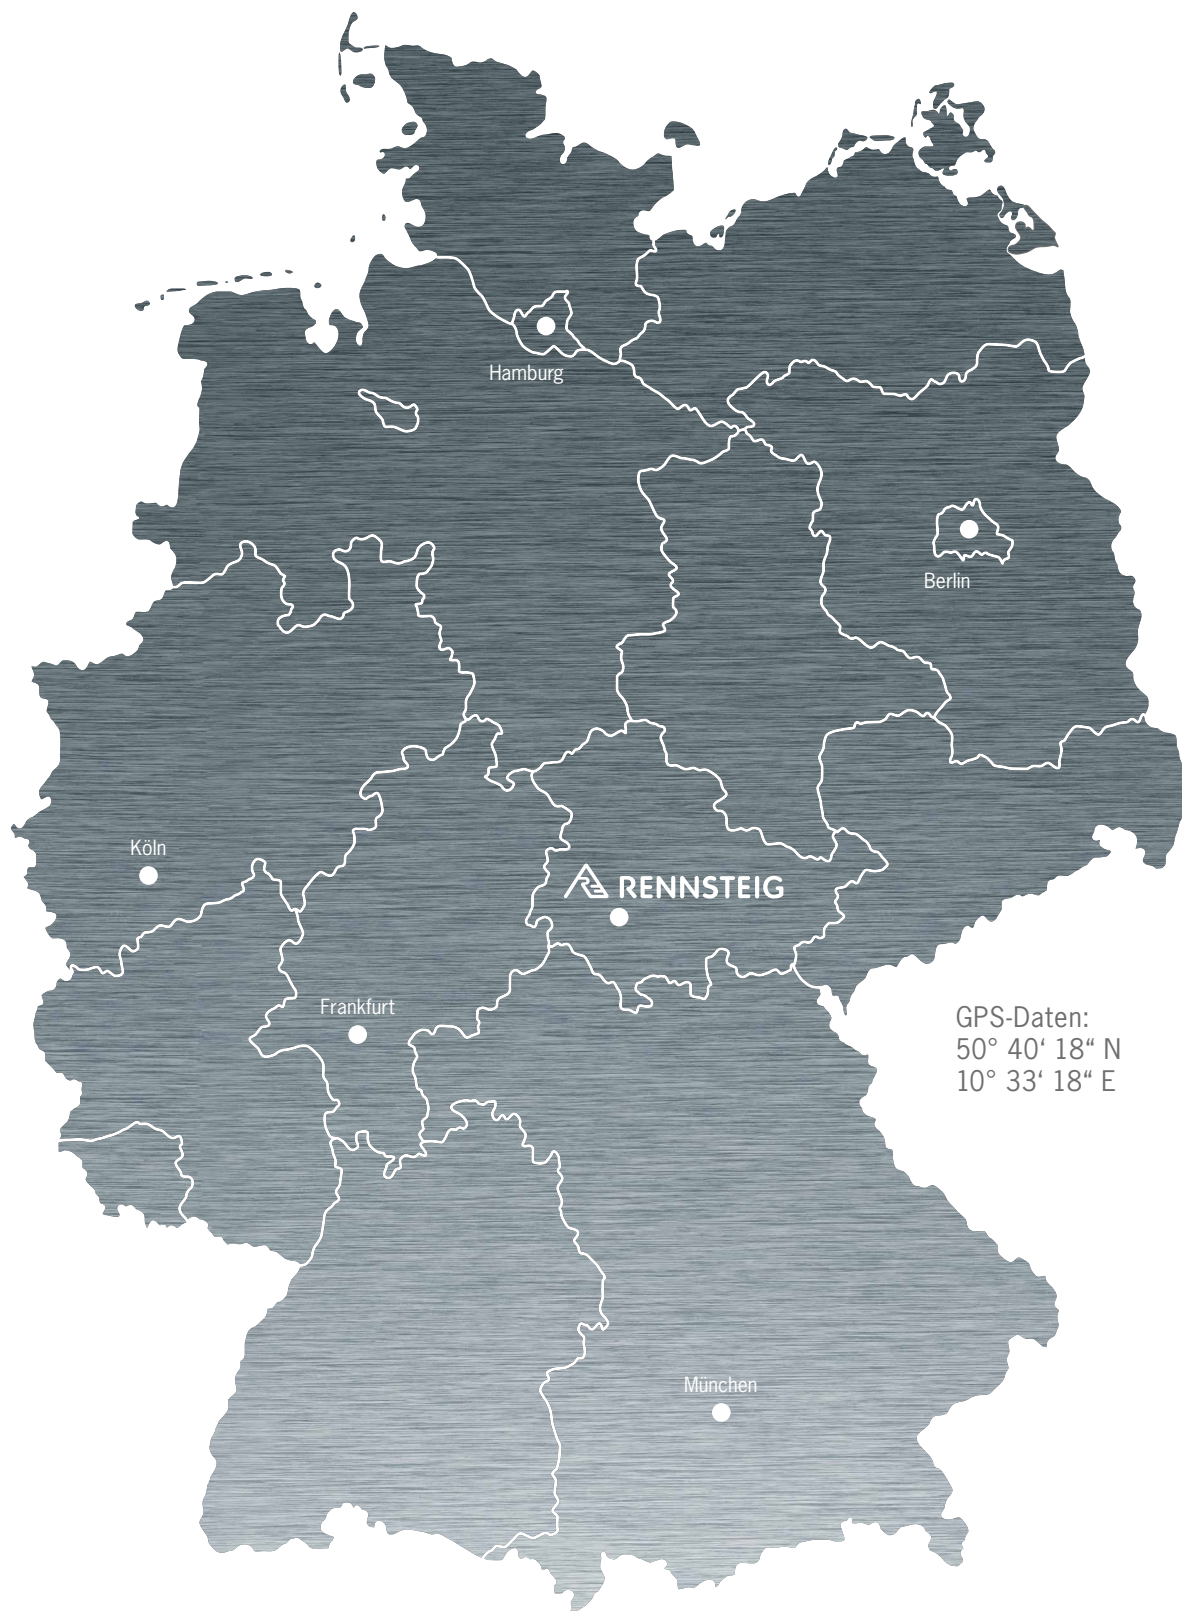 Hamburg
Berlin
Köln
RENNSTEIG
Frankfurt
GPS-Daten:
50° 40‘ 18“ N
10° 33‘ 18“ E
München